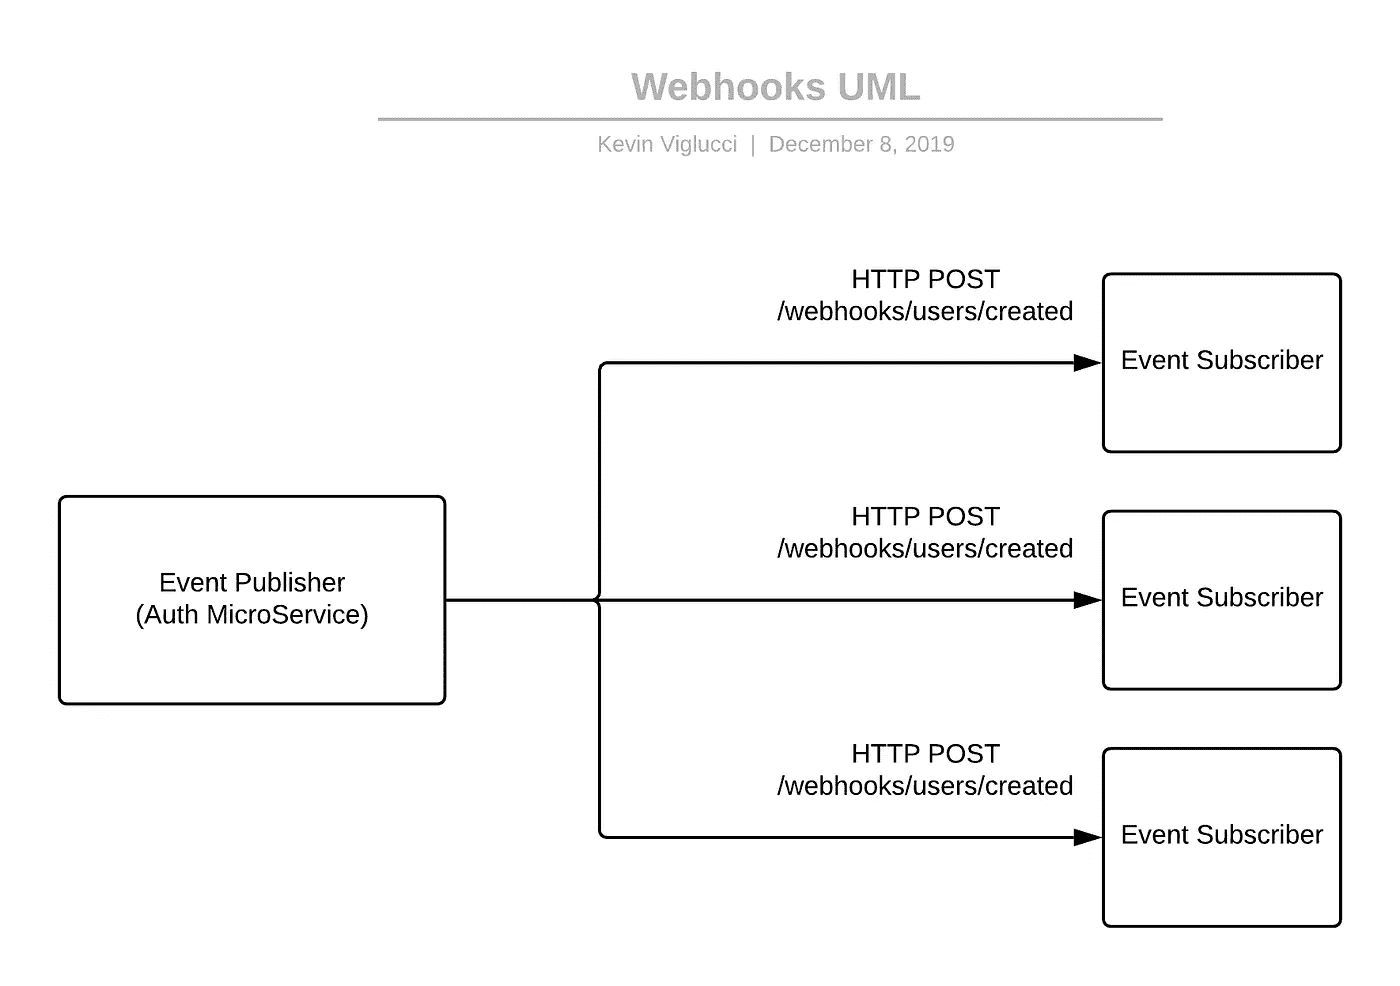 Webhooks UML
Kevin Viglucci | December 8, 2019
HTTP POST
/webhooks/users/created
Event Subscriber
HTTP POST
/webhooks/users/created
Event Subscriber
Event Publisher
(Auth MicroService)
HTTP POST
/webhooks/users/created
Event Subscriber